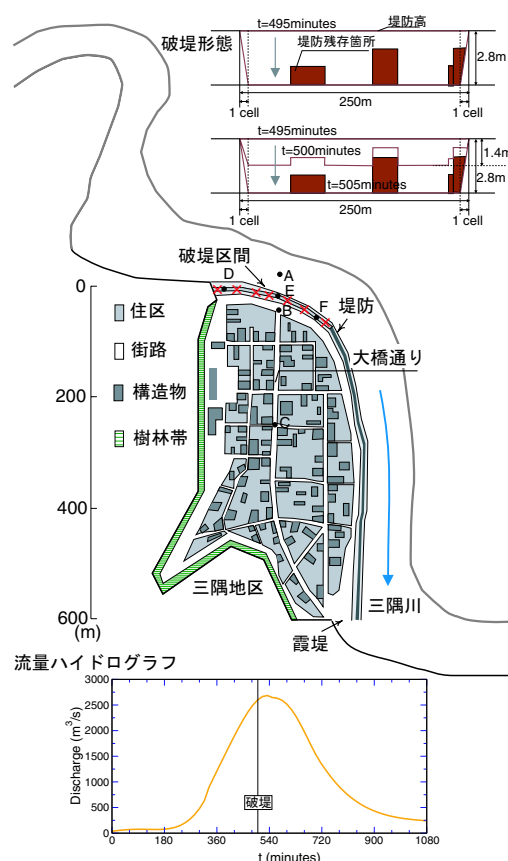 破堤形態
t=495minutes
堤防高
堤防残存箇所
2.8m
250m
1 cell
1 cell
t=495minutes
t=500minutes
1.4m
t=505minutes
2.8m
250m
1 cell
1 cell
破堤区間
A
D
E
B
F
堤防
大橋通り
C
0
200
400
600
(m)
住区
街路
構造物
樹林帯
三隅地区
霞堤
三隅川
流量ハイドログラフ
Discharge (m³/s)
3000
2500
2000
1500
1000
500
0
破堤
0
180
360
540
720
900
1080
t (minutes)